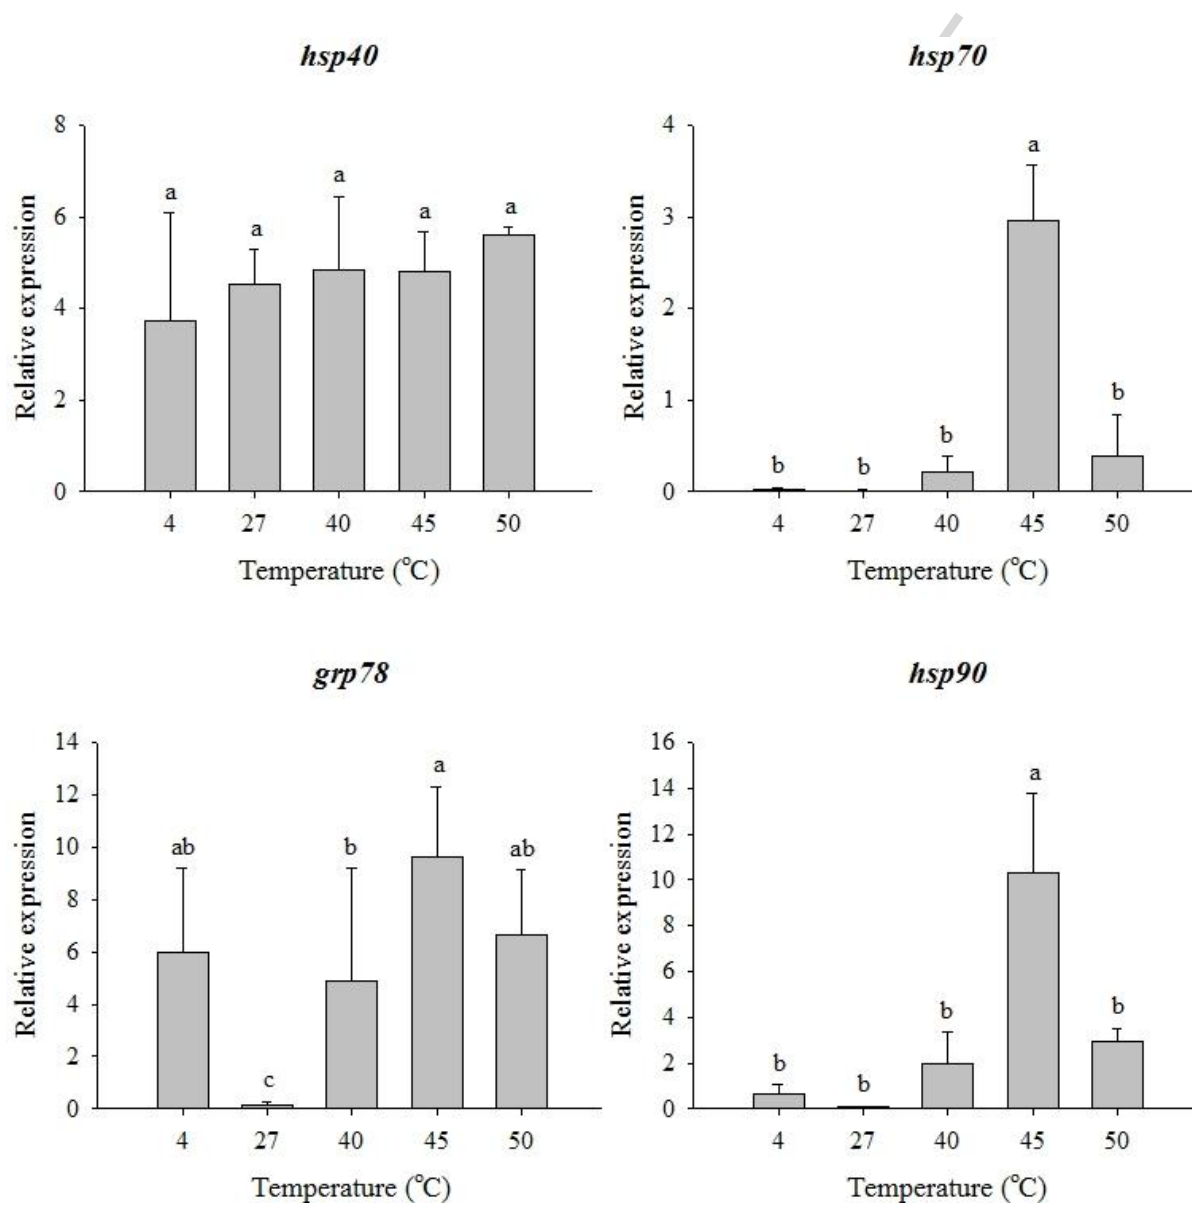 hsp40
8
6
4
2
0
Relative expression
a
a
a
a
a
4 27 40 45 50
Temperature (°C)
hsp70
4
3
2
1
0
Relative expression
b
b
b
a
b
4 27 40 45 50
Temperature (°C)
grp78
14
12
10
8
6
4
2
0
Relative expression
ab
c
b
a
ab
4 27 40 45 50
Temperature (°C)
hsp90
16
14
12
10
8
6
4
2
0
Relative expression
b
b
b
a
b
4 27 40 45 50
Temperature (°C)